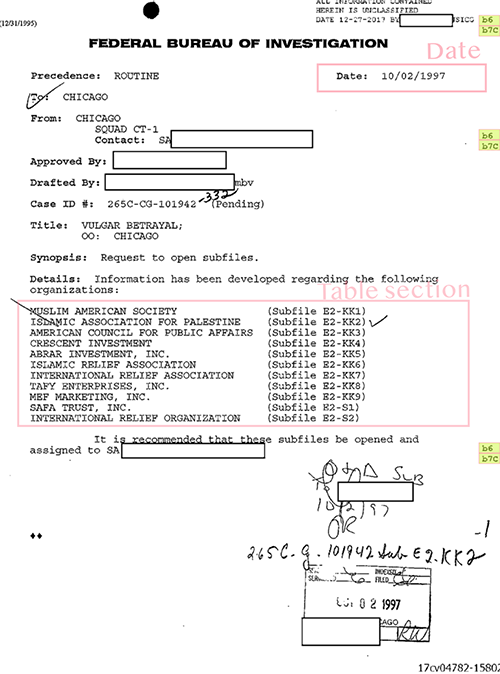 ALL INFORMATION CONTAINED
HEREIN IS UNCLASSIFIED
DATE 12-27-2017 BY NSICG b6
b7C
(12/31/1995)
FEDERAL BUREAU OF INVESTIGATION
Date
Precedence: ROUTINE Date: 10/02/1997
To: CHICAGO
From: CHICAGO
SQUAD CT-1
Contact: SA b6
b7C
Approved By:
Drafted By: mbv
Case ID #: 265C-CG-101942 -332 (Pending)
Title: VULGAR BETRAYAL;
OO: CHICAGO
Synopsis: Request to open subfiles.
Details: Information has been developed regarding the following
organizations:
Table section
MUSLIM AMERICAN SOCIETY (Subfile E2-KK1)
ISLAMIC ASSOCIATION FOR PALESTINE (Subfile E2-KK2)
AMERICAN COUNCIL FOR PUBLIC AFFAIRS (Subfile E2-KK3)
CRESCENT INVESTMENT (Subfile E2-KK4)
ABRAR INVESTMENT, INC. (Subfile E2-KK5)
ISLAMIC RELIEF ASSOCIATION (Subfile E2-KK6)
INTERNATIONAL RELIEF ASSOCIATION (Subfile E2-KK7)
TAFY ENTERPRISES, INC. (Subfile E2-KK8)
MEF MARKETING, INC. (Subfile E2-KK9)
SAFA TRUST, INC. (Subfile E2-S1)
INTERNATIONAL RELIEF ORGANIZATION (Subfile E2-S2)
It is recommended that these subfiles be opened and
assigned to SA b6
b7C
Sub
10/2/97
-1
265C.g.101942 Sub E2.KK2
INDEXED
FILED
02 1997
17cv04782-15802